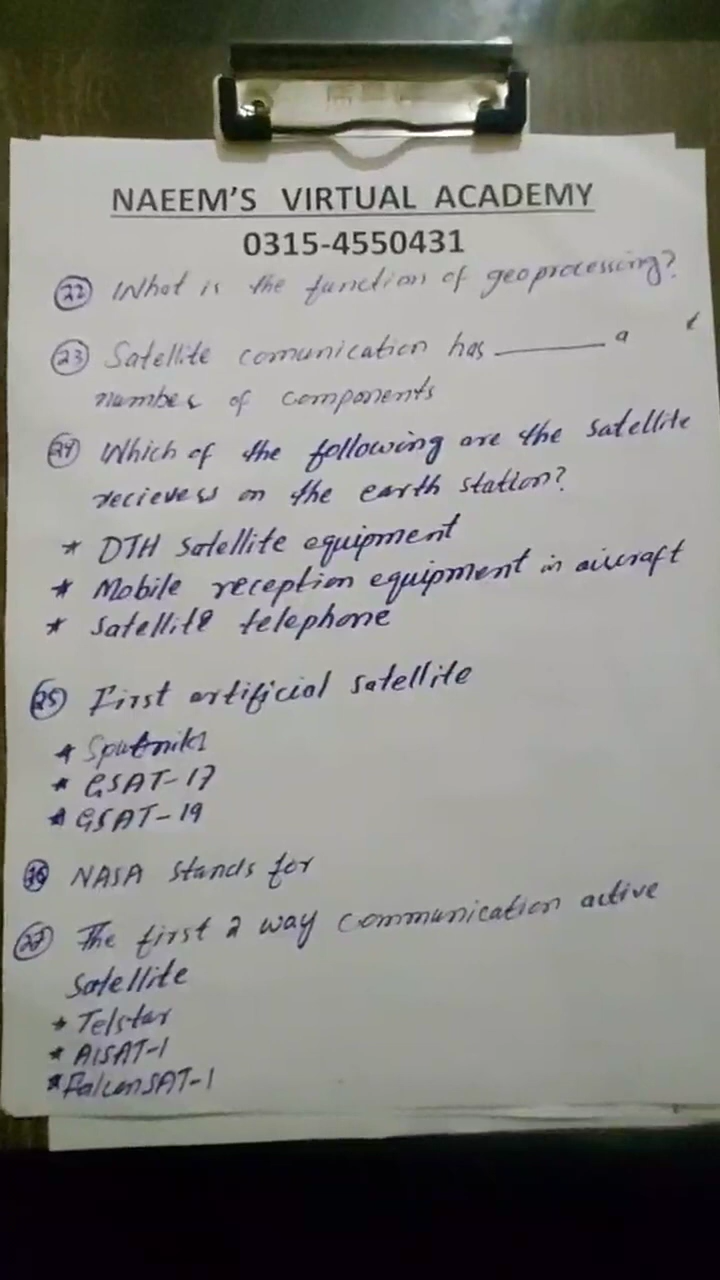 NAEEM'S VIRTUAL ACADEMY
0315-4550431
22 What is the function of geoprocessing?
23 Satellite comunication has ______ a
number of components
24 Which of the following are the satellite
recievers on the earth station?
* DTH satellite equipment
* Mobile reception equipment in aircraft
* Satellite telephone
25 First artificial satellite
* Sputnik1
* GSAT-17
* GSAT-19
26 NASA stands for
27 The first 2 way communication active
Satellite
* Telstar
* AISAT-1
* FalconSAT-1